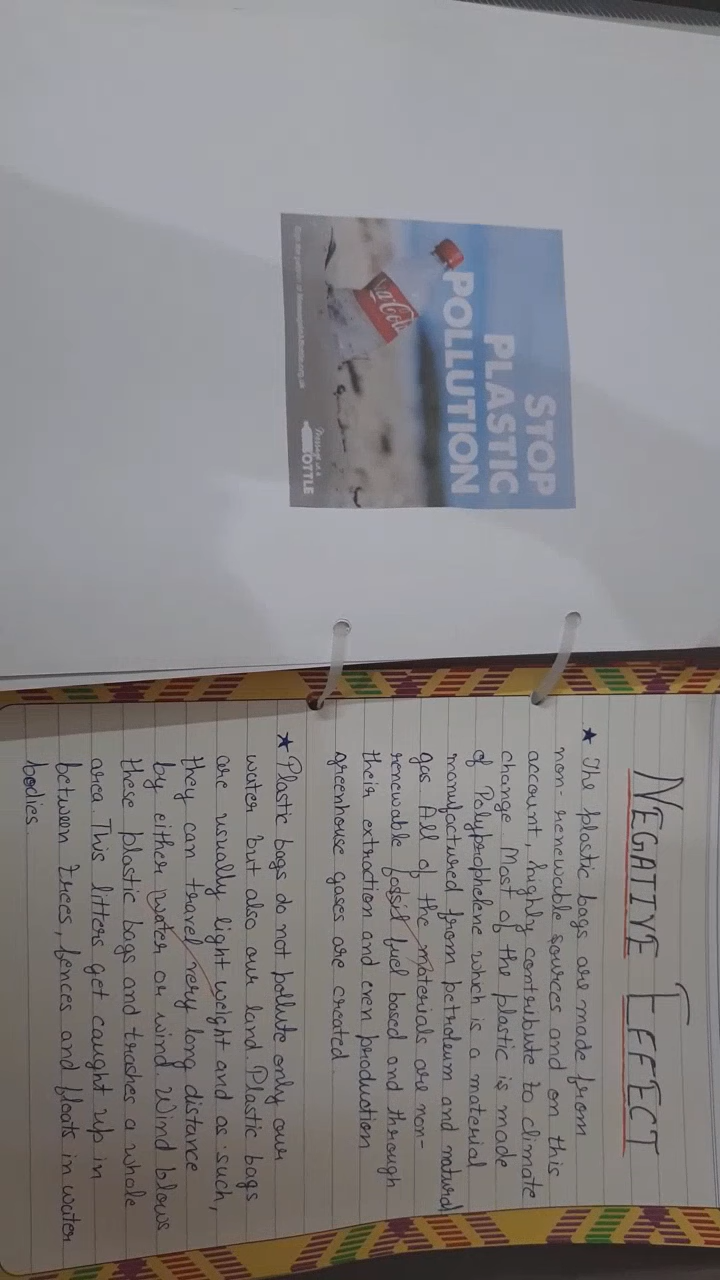 STOP
PLASTIC
POLLUTION
Coca-Cola
Message in a
BOTTLE
NEGATIVE EFFECT
★ The plastic bags are made from
non-renewable sources and on this
account, highly contribute to climate
change. Most of the plastic is made
of Polyprophelene which is a material
manufactured from petroleum and natural
gas. All of the materials are non-
renewable fossil fuel based and through
their extraction and even production
greenhouse gases are created.
★ Plastic bags do not pollute only our
water but also our land. Plastic bags
are usually light weight and as such,
they can travel very long distance
by either water or wind. Wind blows
these plastic bags and trashes a whole
area. This litters get caught up in
between trees, fences and floats in water
bodies.